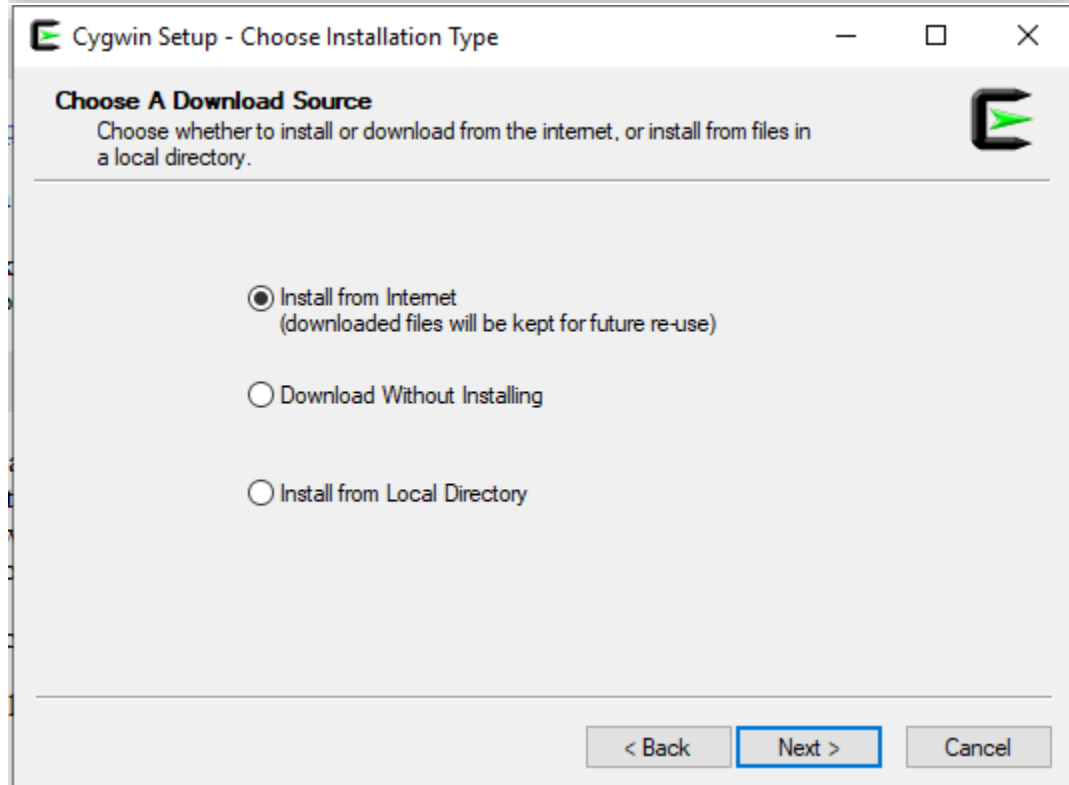 Cygwin Setup - Choose Installation Type
Choose A Download Source
Choose whether to install or download from the internet, or install from files in
a local directory.
Install from Internet
(downloaded files will be kept for future re-use)
Download Without Installing
Install from Local Directory
< Back Next > Cancel